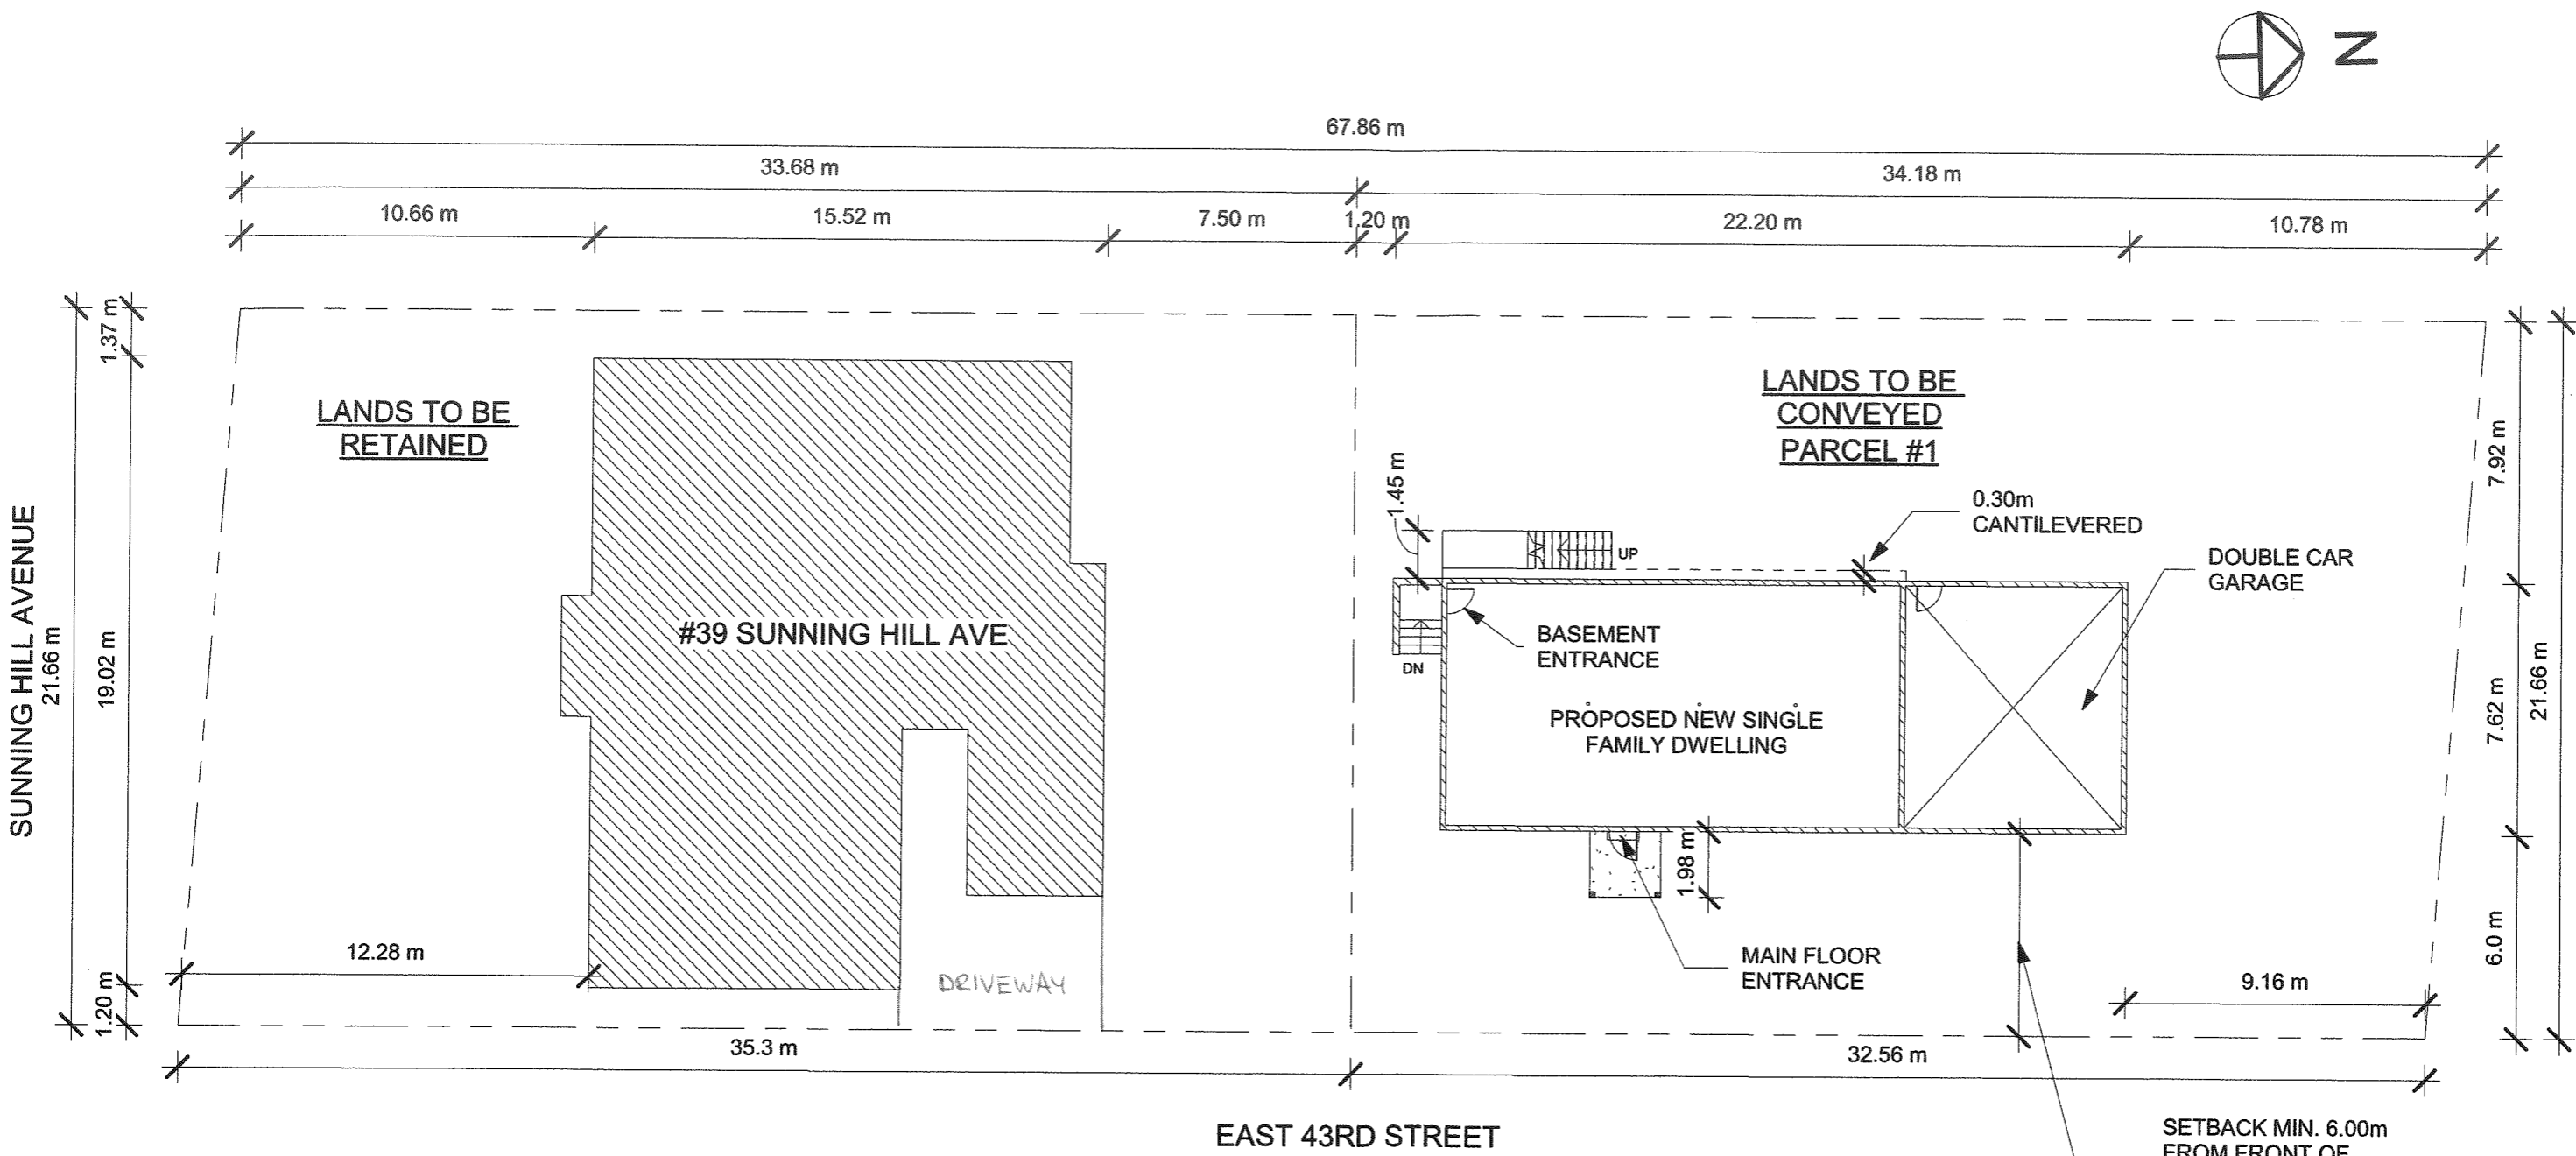 N
67.86 m
33.68 m
34.18 m
10.66 m
15.52 m
7.50 m
1.20 m
22.20 m
10.78 m
1.37 m
LANDS TO BE
RETAINED
LANDS TO BE
CONVEYED
PARCEL #1
7.92 m
1.45 m
0.30m
CANTILEVERED
UP
DOUBLE CAR
GARAGE
SUNNING HILL AVENUE
21.66 m
19.02 m
#39 SUNNING HILL AVE
BASEMENT
ENTRANCE
DN
PROPOSED NEW SINGLE
FAMILY DWELLING
7.62 m
21.66 m
1.98 m
12.28 m
DRIVEWAY
MAIN FLOOR
ENTRANCE
6.0 m
9.16 m
1.20 m
35.3 m
32.56 m
EAST 43RD STREET
SETBACK MIN. 6.00m
FROM FRONT OF